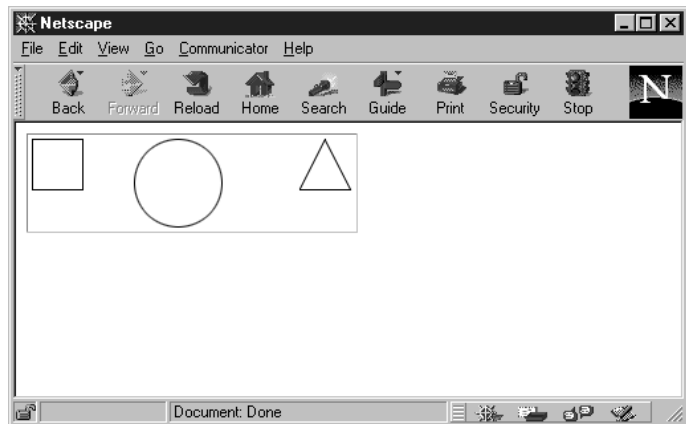 Netscape
File Edit View Go Communicator Help
Back Forward Reload Home Search Guide Print Security Stop N
Document: Done